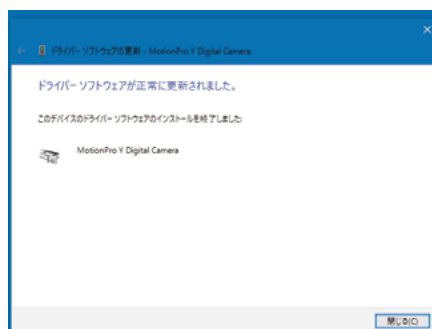 ドライバー ソフトウェアの更新 - MotionPro Y Digital Camera
ドライバー ソフトウェアが正常に更新されました。
このデバイスのドライバー ソフトウェアのインストールを終了しました:
MotionPro Y Digital Camera
閉じる(C)